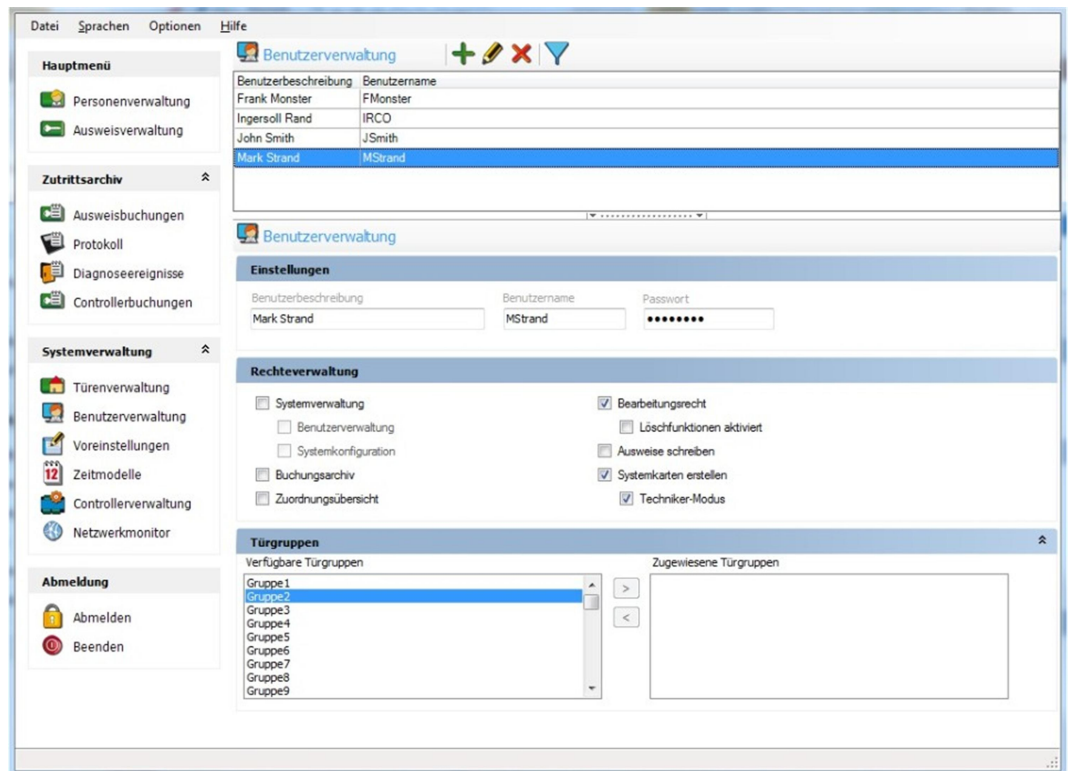 Datei Sprachen Optionen Hilfe
Hauptmenü
Personenverwaltung
Ausweisverwaltung
Zutrittsarchiv
Ausweisbuchungen
Protokoll
Diagnoseereignisse
Controllerbuchungen
Systemverwaltung
Türenverwaltung
Benutzerverwaltung
Voreinstellungen
12 Zeitmodelle
Controllerverwaltung
Netzwerkmonitor
Abmeldung
Abmelden
Beenden
Benutzerverwaltung
Benutzerbeschreibung Benutzername
Frank Monster FMonster
Ingersoll Rand IRCO
John Smith JSmith
Mark Strand MStrand
Benutzerverwaltung
Einstellungen
Benutzerbeschreibung Benutzername Passwort
Mark Strand MStrand ••••••••
Rechteverwaltung
Systemverwaltung Bearbeitungsrecht
Benutzerverwaltung Löschfunktionen aktiviert
Systemkonfiguration Ausweise schreiben
Buchungsarchiv Systemkarten erstellen
Zuordnungsübersicht Techniker-Modus
Türgruppen
Verfügbare Türgruppen Zugewiesene Türgruppen
Gruppe1
Gruppe2
Gruppe3
Gruppe4
Gruppe5
Gruppe6
Gruppe7
Gruppe8
Gruppe9
>
<